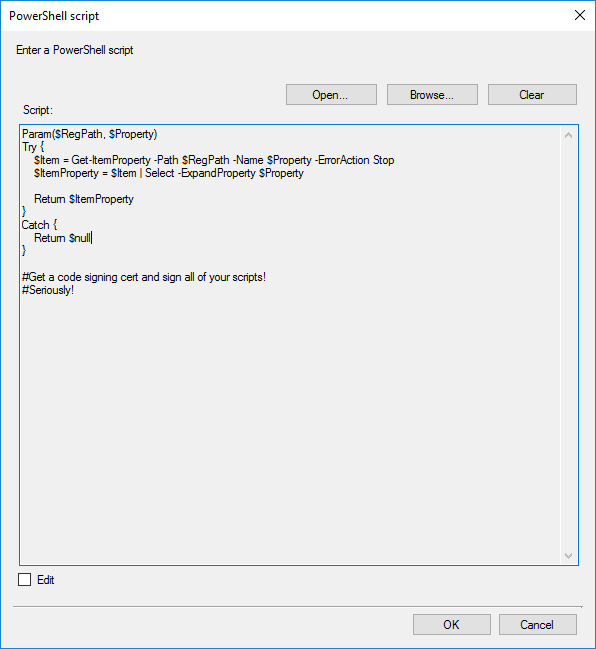 PowerShell script
Enter a PowerShell script
Open...
Browse...
Clear
Script:
Param($RegPath, $Property)
Try {
    $Item = Get-ItemProperty -Path $RegPath -Name $Property -ErrorAction Stop
    $ItemProperty = $Item | Select -ExpandProperty $Property

    Return $ItemProperty
}
Catch {
    Return $null
}

#Get a code signing cert and sign all of your scripts!
#Seriously!
Edit
OK
Cancel